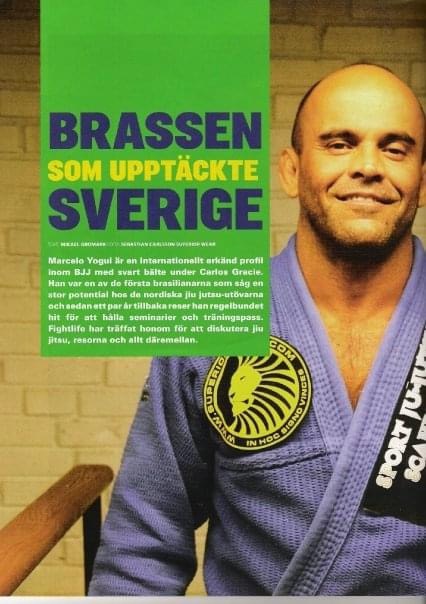 BRASSEN
SOM UPPTÄCKTE
SVERIGE
TEXT MIKAEL GROMARK FOTO SEBASTIAN CARLSSON SUPERIOR WEAR
Marcelo Yogui är en internationellt erkänd profil
inom BJJ med svart bälte under Carlos Gracie.
Han var en av de första brasilianarna som såg en
stor potential hos de nordiska jiu jutsu-utövarna
och sedan ett par år tillbaka reser han regelbundet
hit för att hålla seminarier och träningspass.
Fightlife har träffat honom för att diskutera jiu
jitsu, resorna och allt däremellan.
IN HOC SIGNO VINCES
SPORT JU-JUT